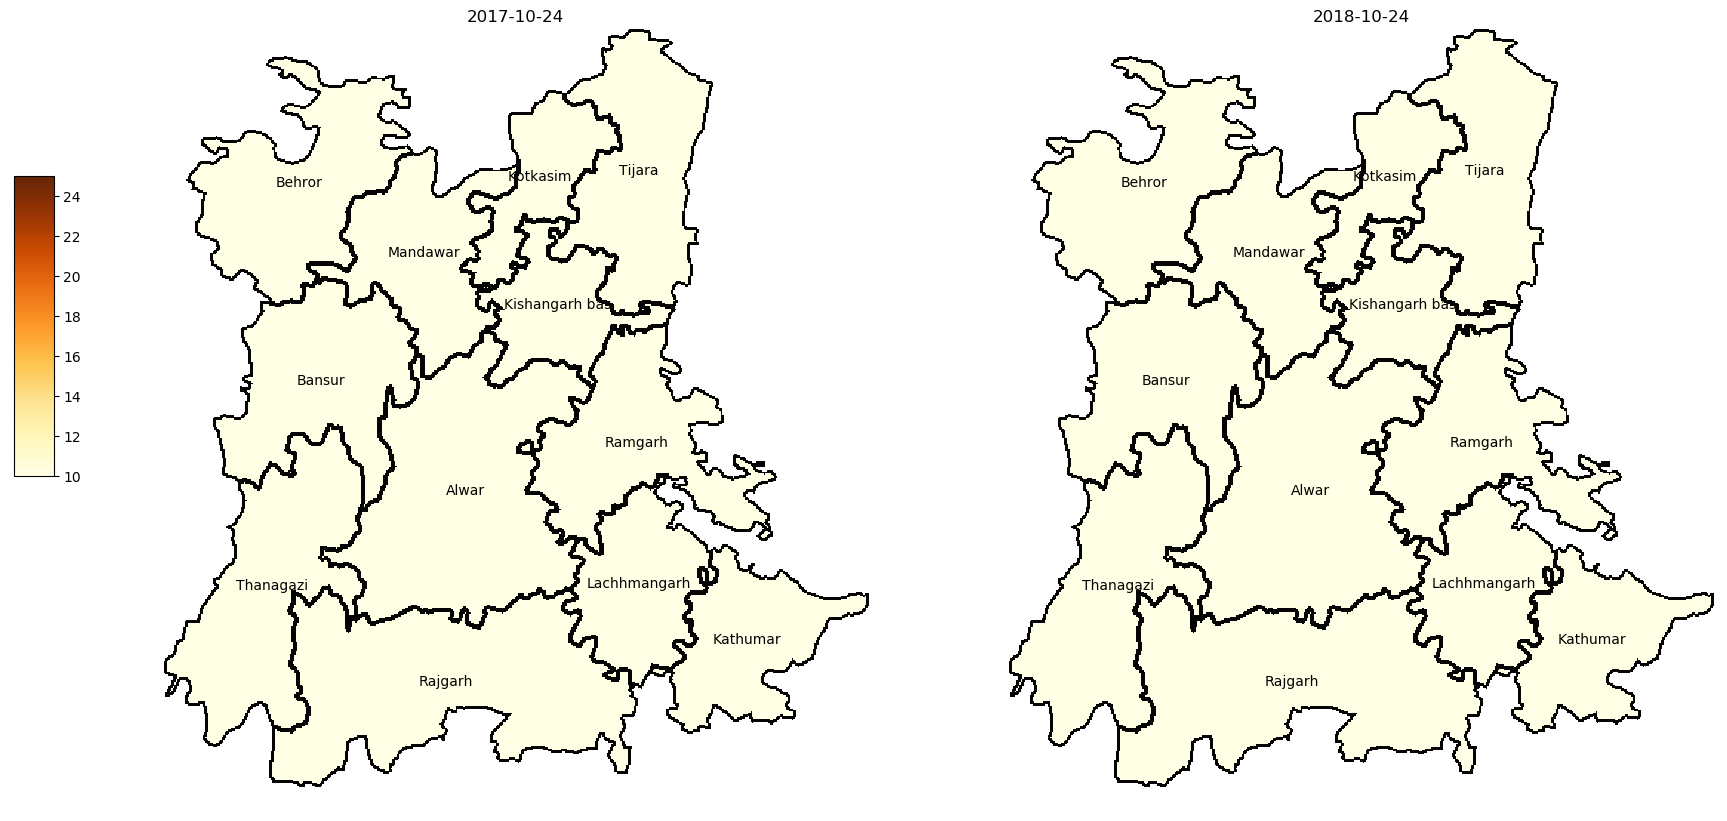 2017-10-24
2018-10-24
24
22
20
18
16
14
12
10
Behror
Kotkasim
Tijara
Mandawar
Kishangarh bas
Bansur
Ramgarh
Alwar
Thanagazi
Lachhmangarh
Kathumar
Rajgarh
Behror
Kotkasim
Tijara
Mandawar
Kishangarh bas
Bansur
Ramgarh
Alwar
Thanagazi
Lachhmangarh
Kathumar
Rajgarh